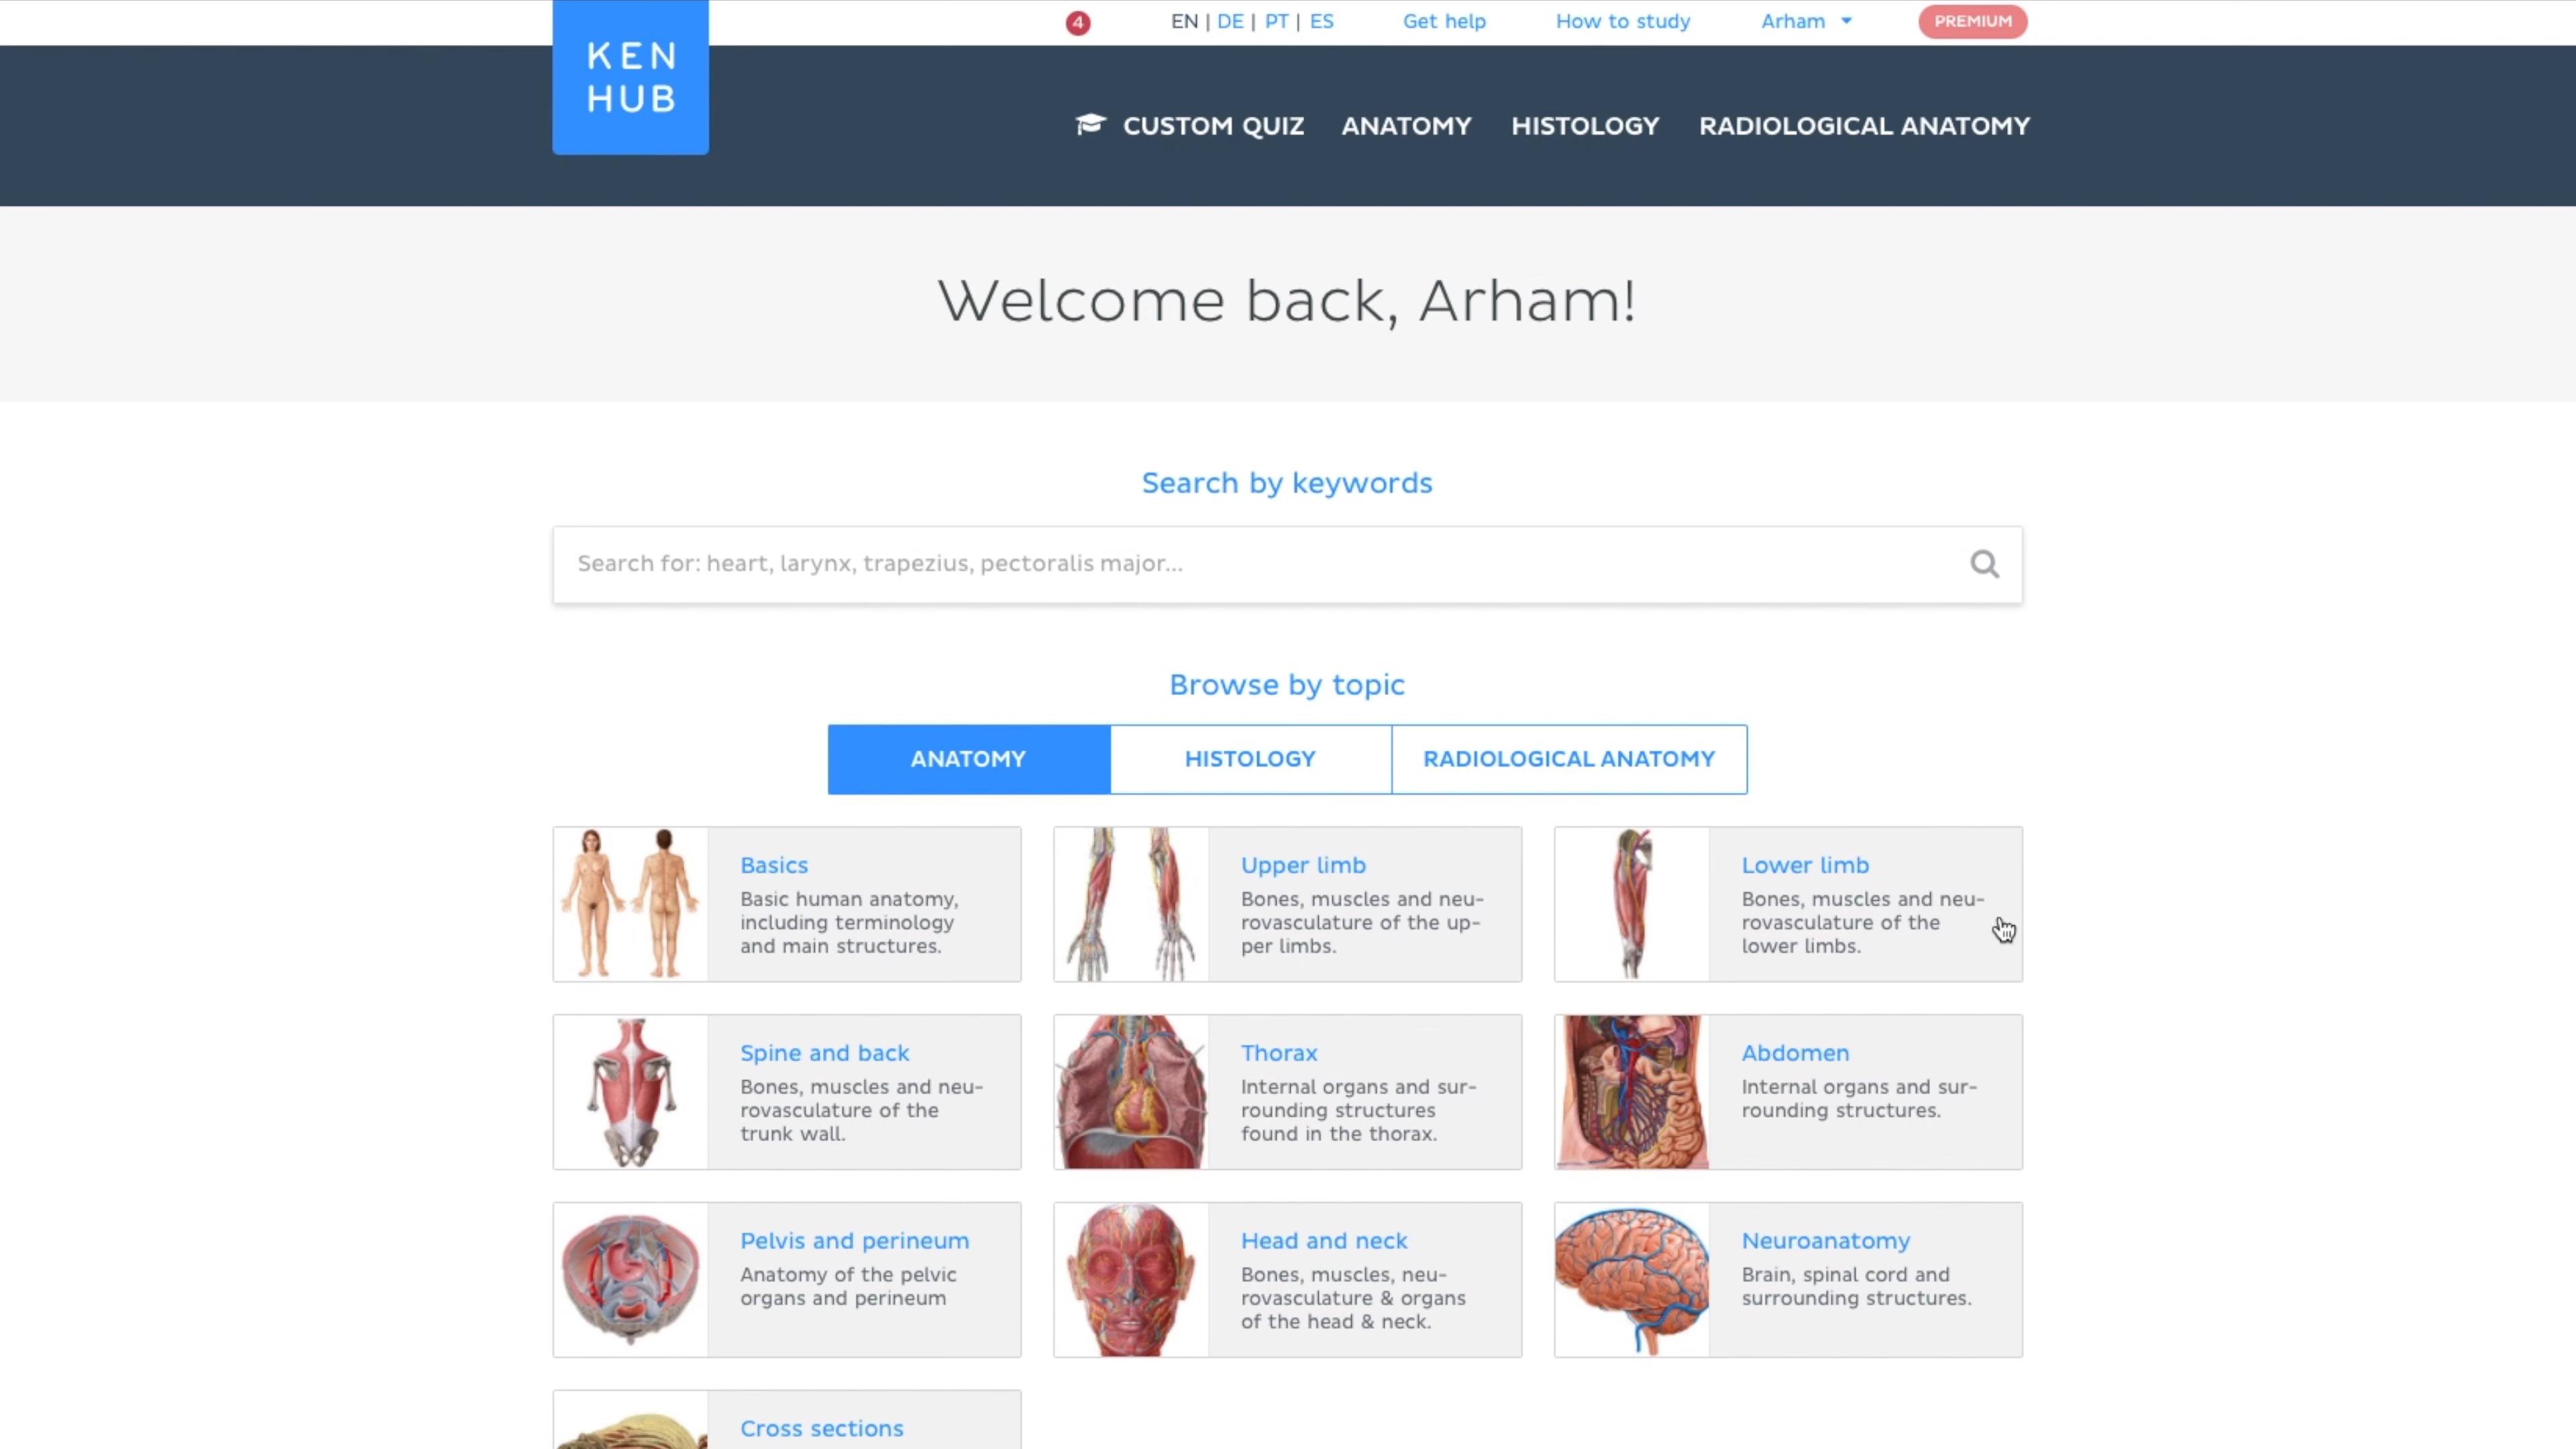 4
EN | DE | PT | ES
Get help
How to study
Arham
PREMIUM
KEN
HUB
CUSTOM QUIZ
ANATOMY
HISTOLOGY
RADIOLOGICAL ANATOMY
Welcome back, Arham!
Search by keywords
Search for: heart, larynx, trapezius, pectoralis major...
Browse by topic
ANATOMY
HISTOLOGY
RADIOLOGICAL ANATOMY
Basics
Basic human anatomy,
including terminology
and main structures.
Upper limb
Bones, muscles and neu-
rovasculature of the up-
per limbs.
Lower limb
Bones, muscles and neu-
rovasculature of the
lower limbs.
Spine and back
Bones, muscles and neu-
rovasculature of the
trunk wall.
Thorax
Internal organs and sur-
rounding structures
found in the thorax.
Abdomen
Internal organs and sur-
rounding structures.
Pelvis and perineum
Anatomy of the pelvic
organs and perineum
Head and neck
Bones, muscles, neu-
rovasculature & organs
of the head & neck.
Neuroanatomy
Brain, spinal cord and
surrounding structures.
Cross sections